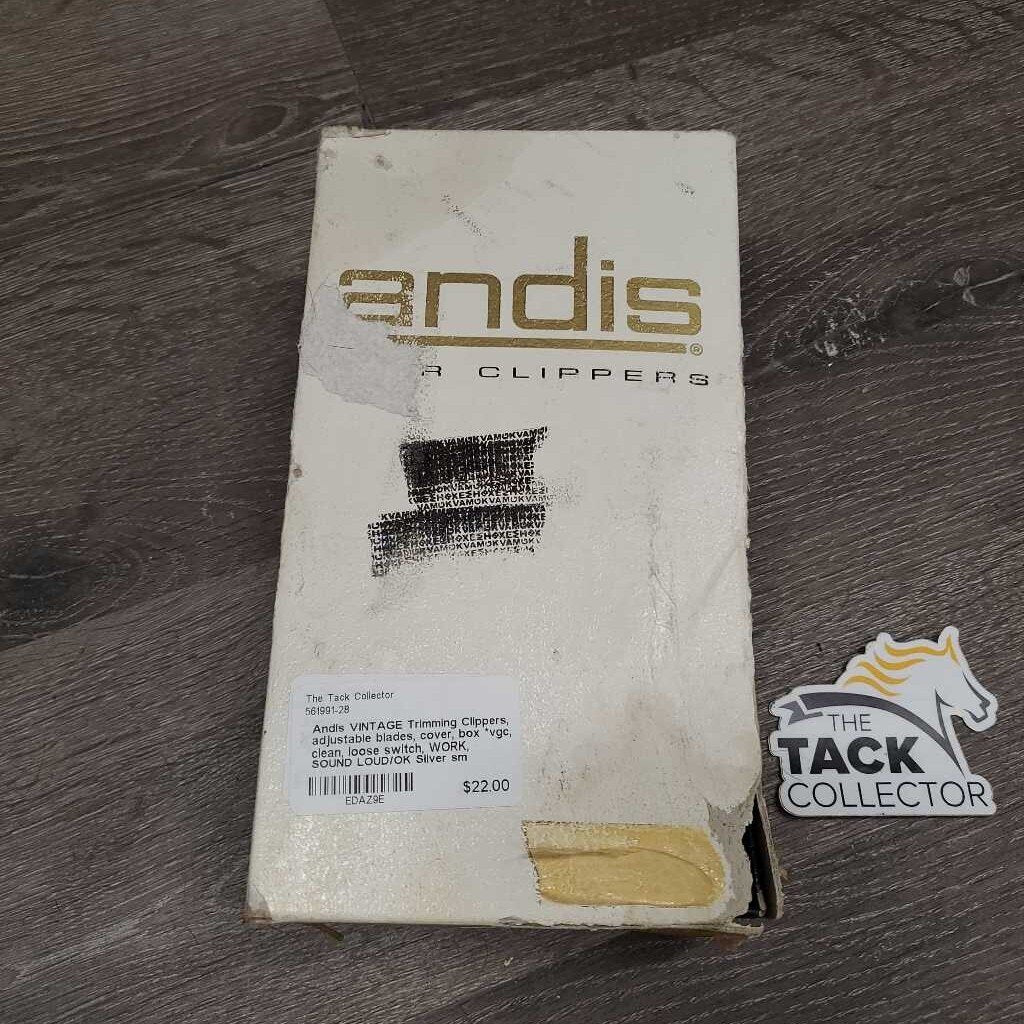 andis
®
R CLIPPERS
The Tack Collector
561991-28
Andis VINTAGE Trimming Clippers,
adjustable blades, cover, box *vgc,
clean, loose switch, WORK,
SOUND LOUD/OK Silver sm
$22.00
EDAZ9E
THE
TACK
COLLECTOR